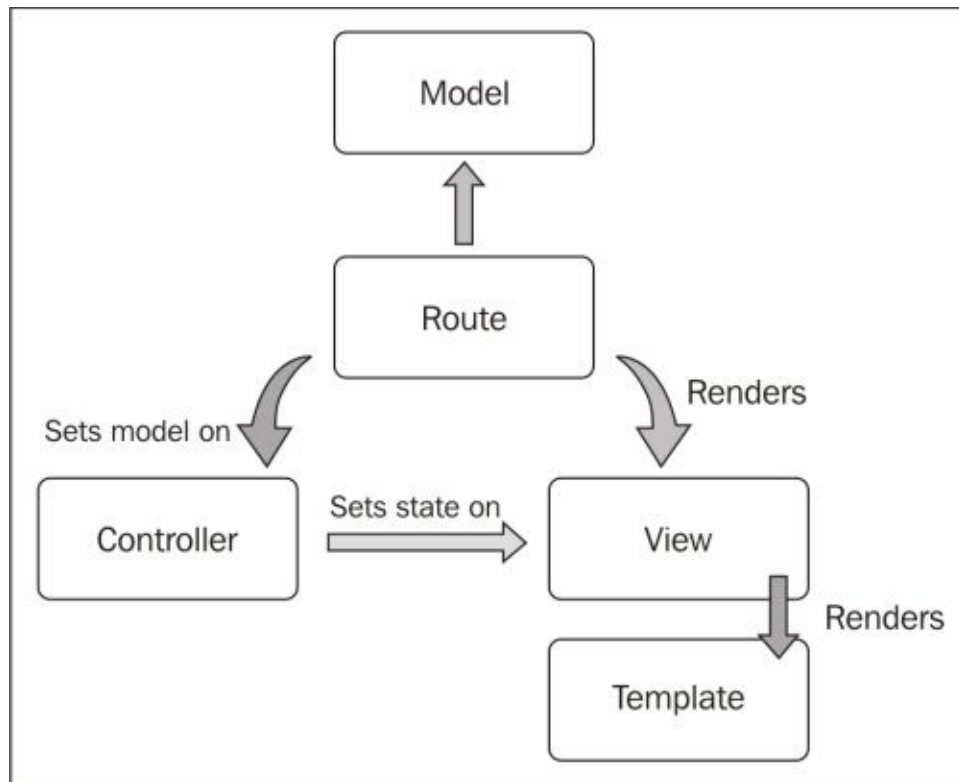 Model
Route
Sets model on
Renders
Controller
Sets state on
View
Renders
Template